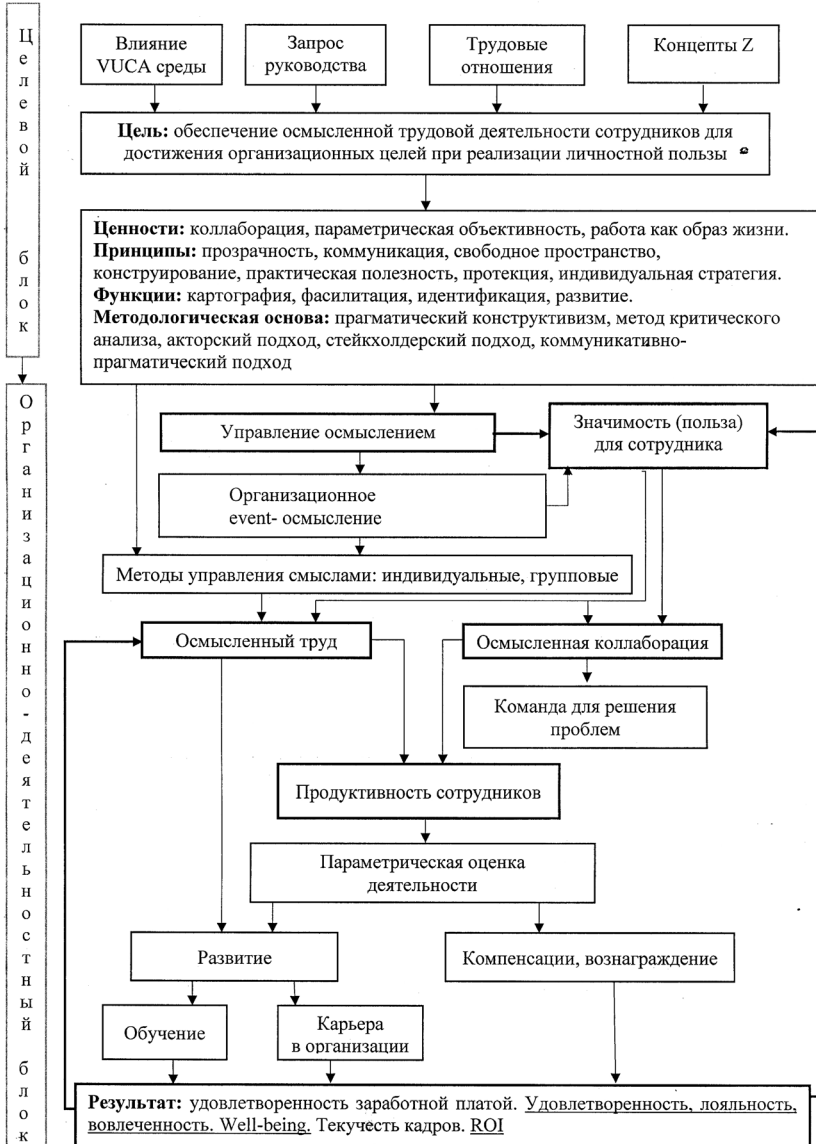 Целевой блок
Влияние
VUCA среды
Запрос
руководства
Трудовые
отношения
Концепты Z
Цель: обеспечение осмысленной трудовой деятельности сотрудников для
достижения организационных целей при реализации личностной пользы
Ценности: коллаборация, параметрическая объективность, работа как образ жизни.
Принципы: прозрачность, коммуникация, свободное пространство,
конструирование, практическая полезность, протекция, индивидуальная стратегия.
Функции: картография, фасилитация, идентификация, развитие.
Методологическая основа: прагматический конструктивизм, метод критического
анализа, акторский подход, стейкхолдерский подход, коммуникативно-
прагматический подход
Организационно-деятельностный блок
Управление осмыслением
Значимость (польза)
для сотрудника
Организационное
event- осмысление
Методы управления смыслами: индивидуальные, групповые
Осмысленный труд
Осмысленная коллаборация
Команда для решения
проблем
Продуктивность сотрудников
Параметрическая оценка
деятельности
Развитие
Компенсации, вознаграждение
Обучение
Карьера
в организации
Результат: удовлетворенность заработной платой. Удовлетворенность, лояльность,
вовлеченность. Well-being. Текучесть кадров. ROI